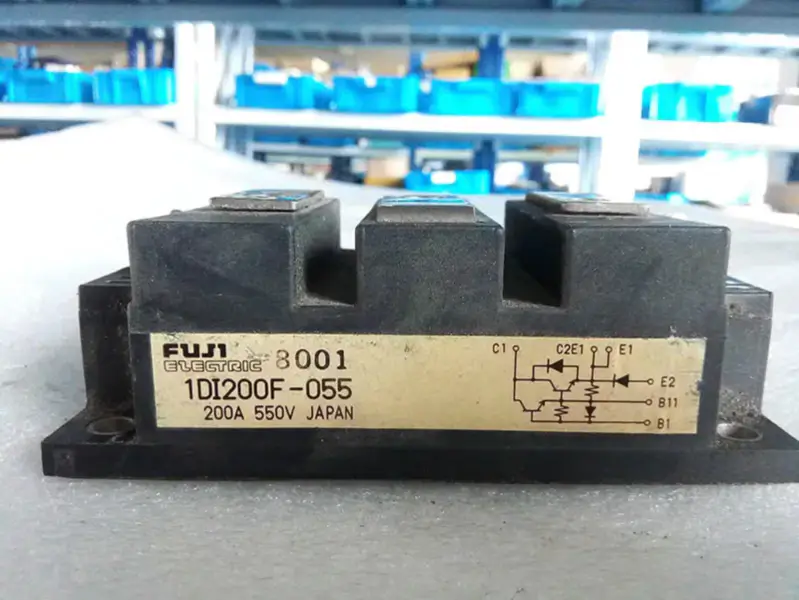 FUJI ELECTRIC 8001
1DI200F-055
200A 550V JAPAN
C1 C2E1 E1
E2
B11
B1